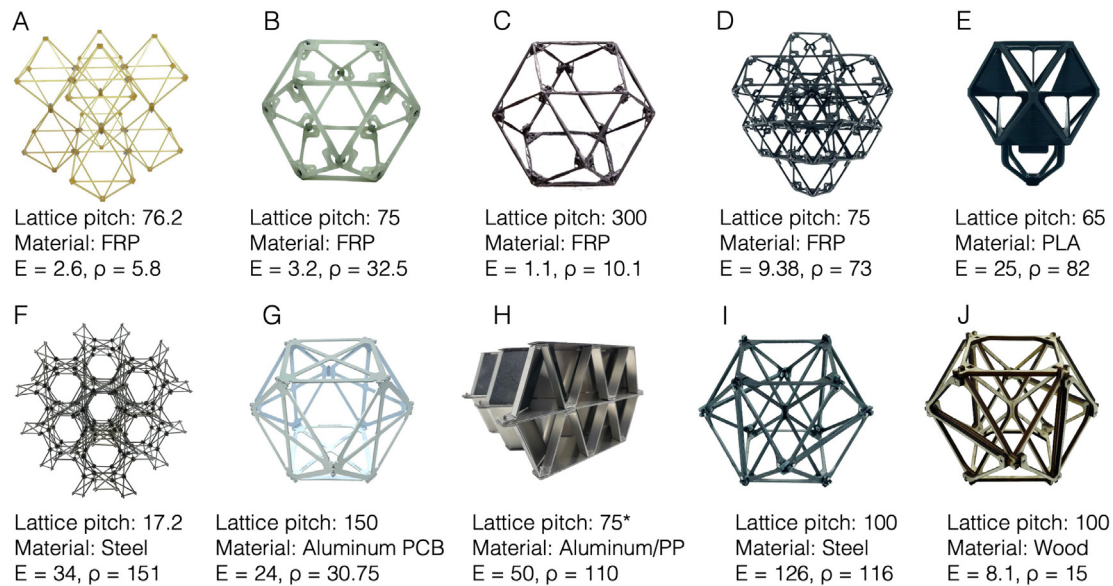 A
B
C
D
E
Lattice pitch: 76.2
Material: FRP
E = 2.6, ρ = 5.8
Lattice pitch: 75
Material: FRP
E = 3.2, ρ = 32.5
Lattice pitch: 300
Material: FRP
E = 1.1, ρ = 10.1
Lattice pitch: 75
Material: FRP
E = 9.38, ρ = 73
Lattice pitch: 65
Material: PLA
E = 25, ρ = 82
F
G
H
I
J
Lattice pitch: 17.2
Material: Steel
E = 34, ρ = 151
Lattice pitch: 150
Material: Aluminum PCB
E = 24, ρ = 30.75
Lattice pitch: 75*
Material: Aluminum/PP
E = 50, ρ = 110
Lattice pitch: 100
Material: Steel
E = 126, ρ = 116
Lattice pitch: 100
Material: Wood
E = 8.1, ρ = 15